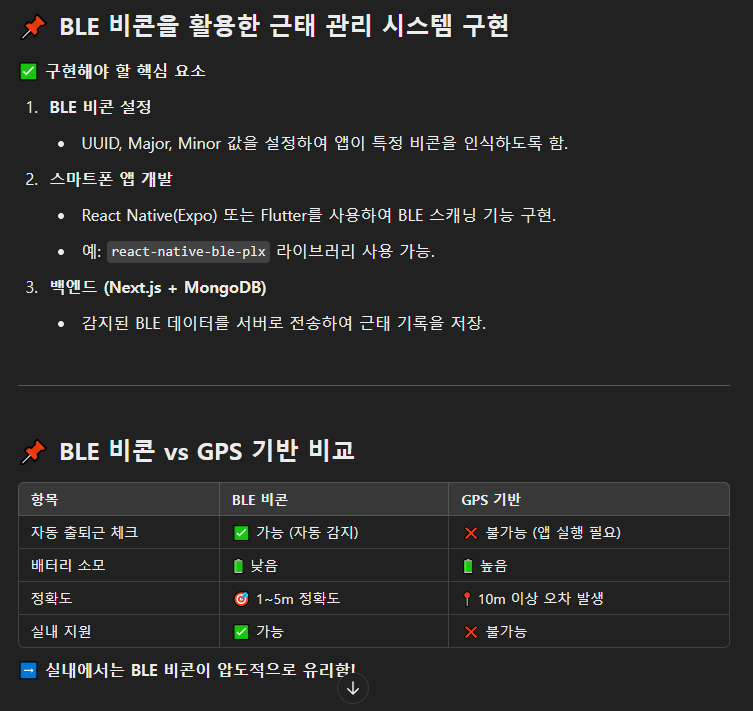 📌 BLE 비콘을 활용한 근태 관리 시스템 구현
✅ 구현해야 할 핵심 요소
1. BLE 비콘 설정
• UUID, Major, Minor 값을 설정하여 앱이 특정 비콘을 인식하도록 함.
2. 스마트폰 앱 개발
• React Native(Expo) 또는 Flutter를 사용하여 BLE 스캐닝 기능 구현.
• 예: react-native-ble-plx 라이브러리 사용 가능.
3. 백엔드 (Next.js + MongoDB)
• 감지된 BLE 데이터를 서버로 전송하여 근태 기록을 저장.
📌 BLE 비콘 vs GPS 기반 비교
항목 BLE 비콘 GPS 기반
자동 출퇴근 체크 ✅ 가능 (자동 감지) ❌ 불가능 (앱 실행 필요)
배터리 소모 🔋 낮음 🔋 높음
정확도 🎯 1~5m 정확도 📍 10m 이상 오차 발생
실내 지원 ✅ 가능 ❌ 불가능
➡ 실내에서는 BLE 비콘이 압도적으로 유리함!